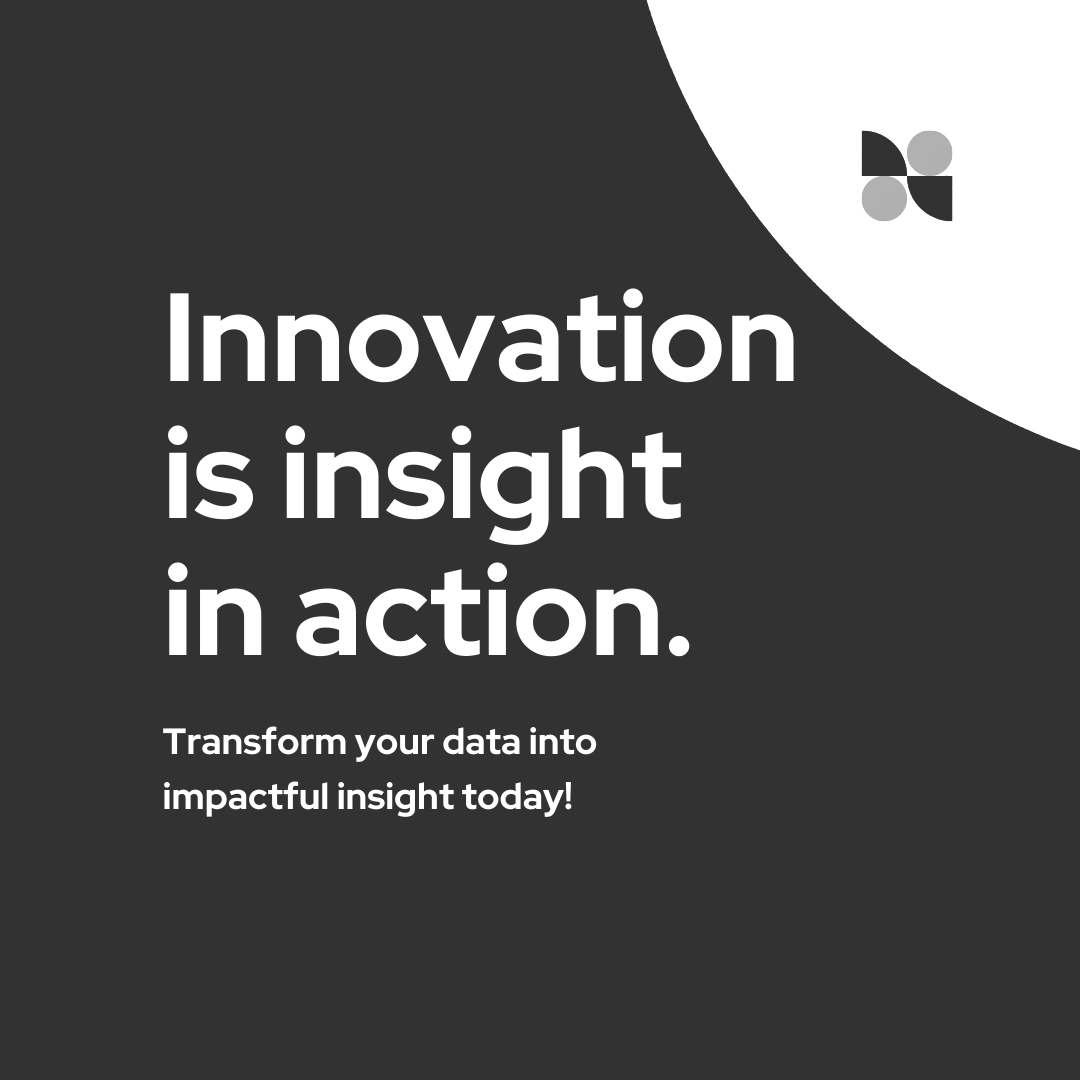 Innovation
is insight
in action.
Transform your data into
impactful insight today!